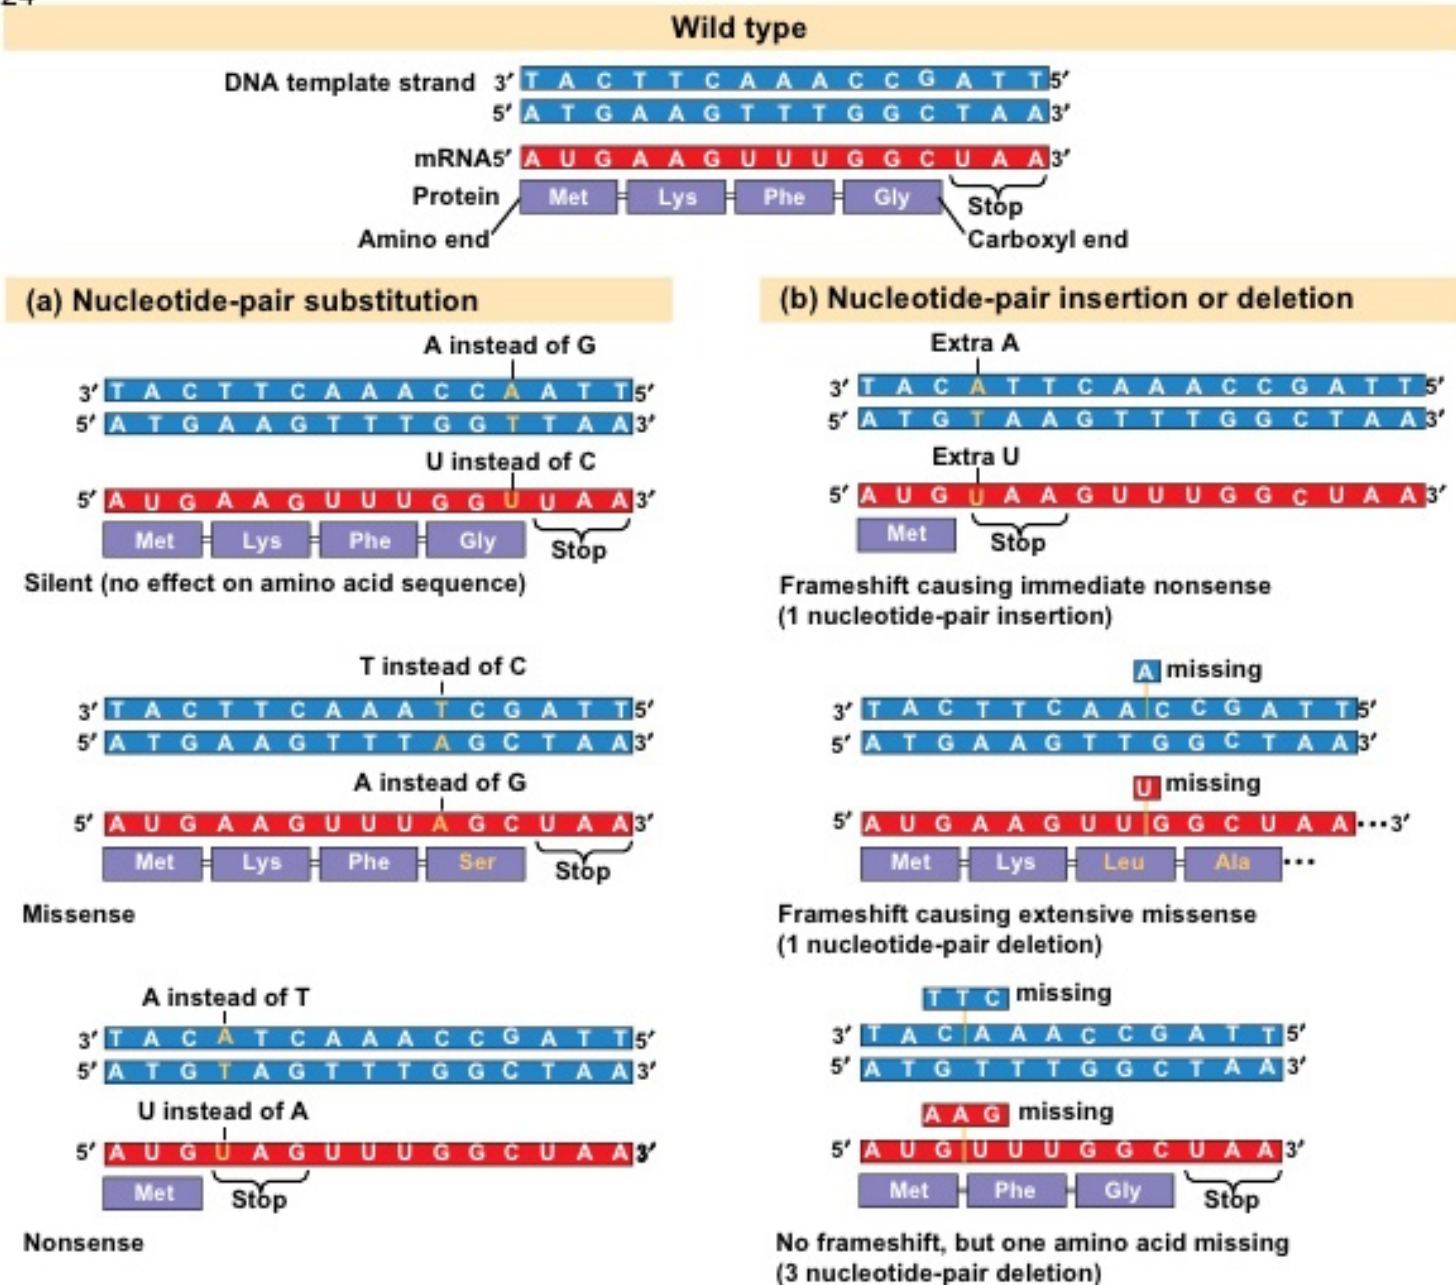 Wild type
DNA template strand 3′ T A C T T C A A A C C G A T T 5′
5′ A T G A A G T T T G G C T A A 3′
mRNA 5′ A U G A A G U U U G G C U A A 3′
Protein Met Lys Phe Gly Stop
Amino end Carboxyl end
(a) Nucleotide-pair substitution
A instead of G
3′ T A C T T C A A A C C A A T T 5′
5′ A T G A A G T T T G G T T A A 3′
U instead of C
5′ A U G A A G U U U G G U U A A 3′
Met Lys Phe Gly Stop
Silent (no effect on amino acid sequence)
T instead of C
3′ T A C T T C A A A T C G A T T 5′
5′ A T G A A G T T T A G C T A A 3′
A instead of G
5′ A U G A A G U U U A G C U A A 3′
Met Lys Phe Ser Stop
Missense
A instead of T
3′ T A C A T C A A A C C G A T T 5′
5′ A T G T A G T T T G G C T A A 3′
U instead of A
5′ A U G U A G U U U G G C U A A 3′
Met Stop
Nonsense
(b) Nucleotide-pair insertion or deletion
Extra A
3′ T A C A T T C A A A C C G A T T 5′
5′ A T G T A A G T T T G G C T A A 3′
Extra U
5′ A U G U A A G U U U G G C U A A 3′
Met Stop
Frameshift causing immediate nonsense
(1 nucleotide-pair insertion)
A missing
3′ T A C T T C A A C C G A T T 5′
5′ A T G A A G T T G G C T A A 3′
U missing
5′ A U G A A G U U G G C U A A ··· 3′
Met Lys Leu Ala ···
Frameshift causing extensive missense
(1 nucleotide-pair deletion)
T T C missing
3′ T A C A A A C C G A T T 5′
5′ A T G T T T G G C T A A 3′
A A G missing
5′ A U G U U U G G C U A A 3′
Met Phe Gly Stop
No frameshift, but one amino acid missing
(3 nucleotide-pair deletion)